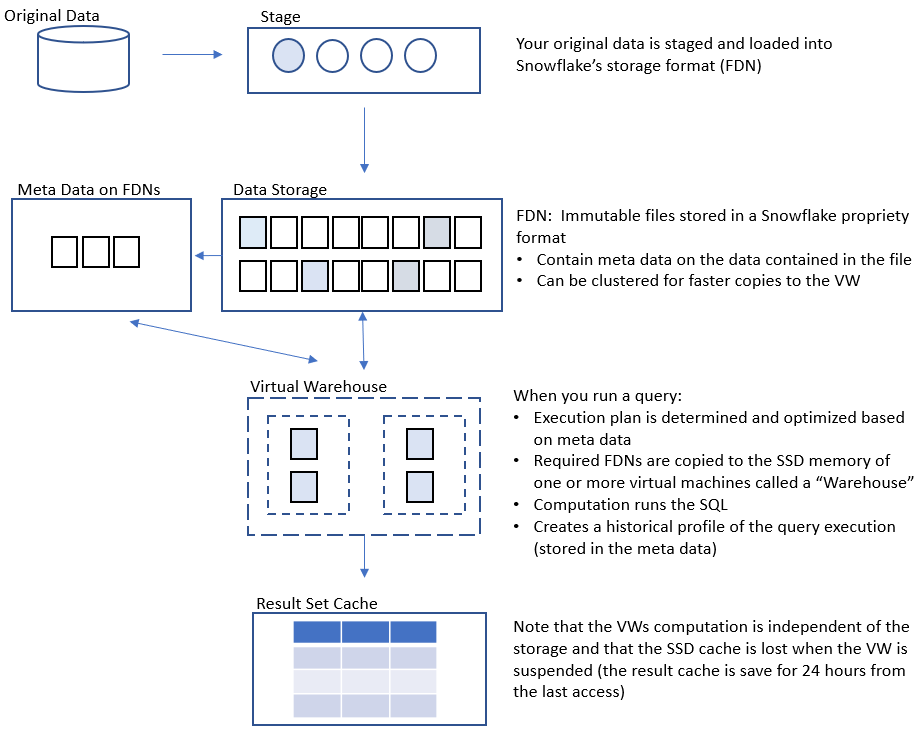 Original Data
Stage
Your original data is staged and loaded into
Snowflake’s storage format (FDN)
Meta Data on FDNs
Data Storage
FDN:  Immutable files stored in a Snowflake propriety
format
• Contain meta data on the data contained in the file
• Can be clustered for faster copies to the VW
Virtual Warehouse
When you run a query:
• Execution plan is determined and optimized based
on meta data
• Required FDNs are copied to the SSD memory of
one or more virtual machines called a “Warehouse”
• Computation runs the SQL
• Creates a historical profile of the query execution
(stored in the meta data)
Result Set Cache
Note that the VWs computation is independent of the
storage and that the SSD cache is lost when the VW is
suspended (the result cache is save for 24 hours from
the last access)